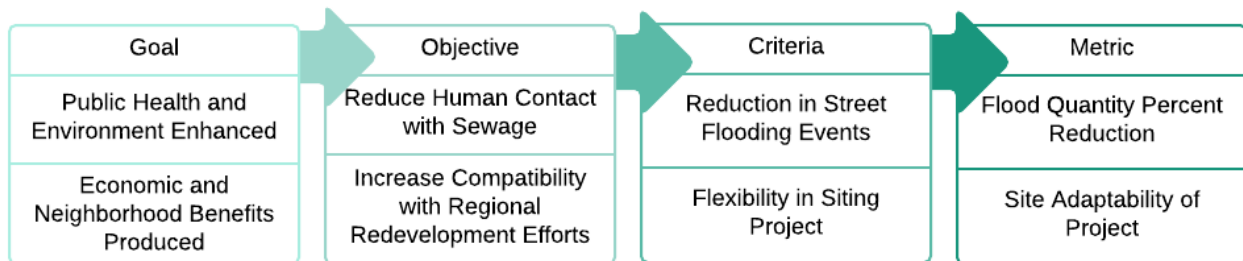 Goal
Public Health and
Environment Enhanced
Economic and
Neighborhood Benefits
Produced
Objective
Reduce Human Contact
with Sewage
Increase Compatibility
with Regional
Redevelopment Efforts
Criteria
Reduction in Street
Flooding Events
Flexibility in Siting
Project
Metric
Flood Quantity Percent
Reduction
Site Adaptability of
Project